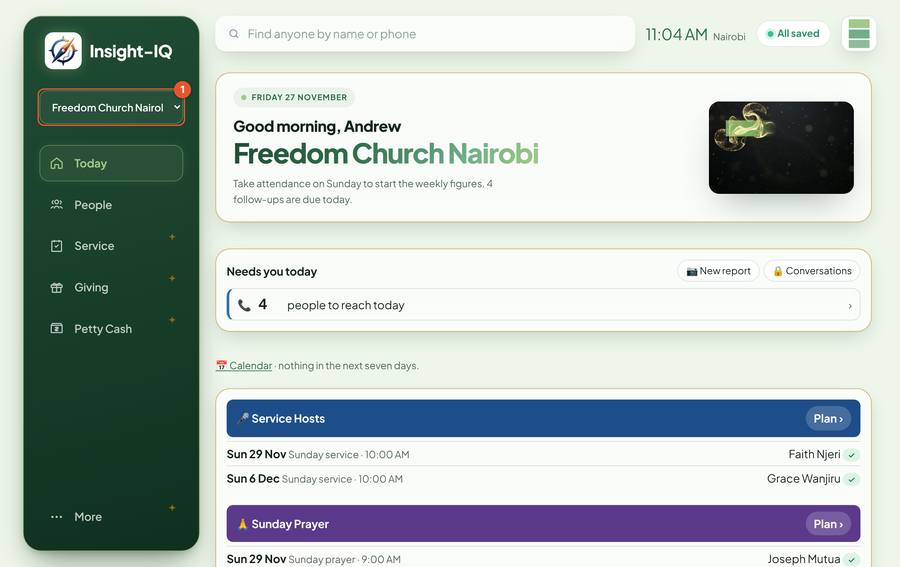 Insight-IQ
1
Freedom Church Nairol
Today
People
Service
Giving
Petty Cash
More
Find anyone by name or phone
11:04 AM Nairobi
All saved
FRIDAY 27 NOVEMBER
Good morning, Andrew
Freedom Church Nairobi
Take attendance on Sunday to start the weekly figures. 4
follow-ups are due today.
Needs you today
New report
Conversations
4 people to reach today
Calendar · nothing in the next seven days.
Service Hosts
Plan ›
Sun 29 Nov Sunday service · 10:00 AM
Faith Njeri
Sun 6 Dec Sunday service · 10:00 AM
Grace Wanjiru
Sunday Prayer
Plan ›
Sun 29 Nov Sunday prayer · 9:00 AM
Joseph Mutua